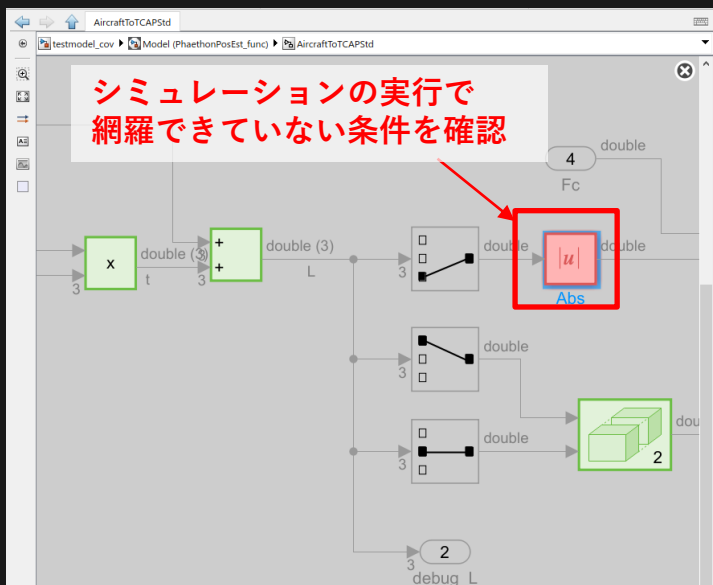 AircraftToTCAPStd
testmodel_cov Model (PhaethonPosEst_func) AircraftToTCAPStd
シミュレーションの実行で
網羅できていない条件を確認
4
double
Fc
x
3
double (3)
t
+
+
3
double (3)
L
3
double
|u|
double
Abs
3
double
3
double
2
dou
2
3
debug_L